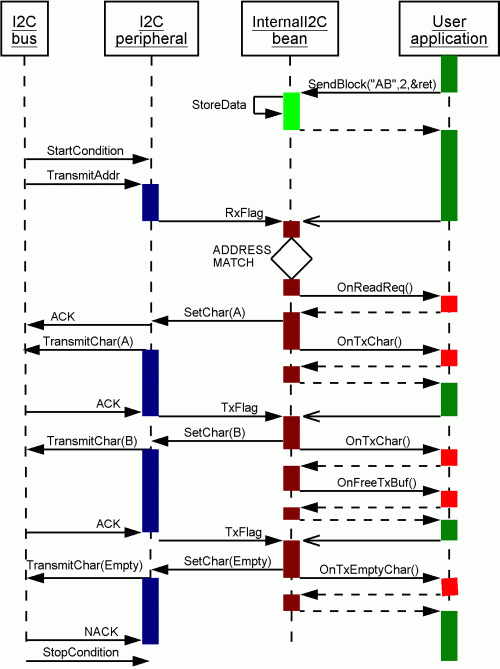 I2C
bus
I2C
peripheral
InternalI2C
bean
User
application
SendBlock("AB",2,&ret)
StoreData
StartCondition
TransmitAddr
RxFlag
ADDRESS
MATCH
OnReadReq()
SetChar(A)
ACK
TransmitChar(A)
OnTxChar()
ACK
TxFlag
SetChar(B)
TransmitChar(B)
OnTxChar()
OnFreeTxBuf()
ACK
TxFlag
SetChar(Empty)
TransmitChar(Empty)
OnTxEmptyChar()
NACK
StopCondition